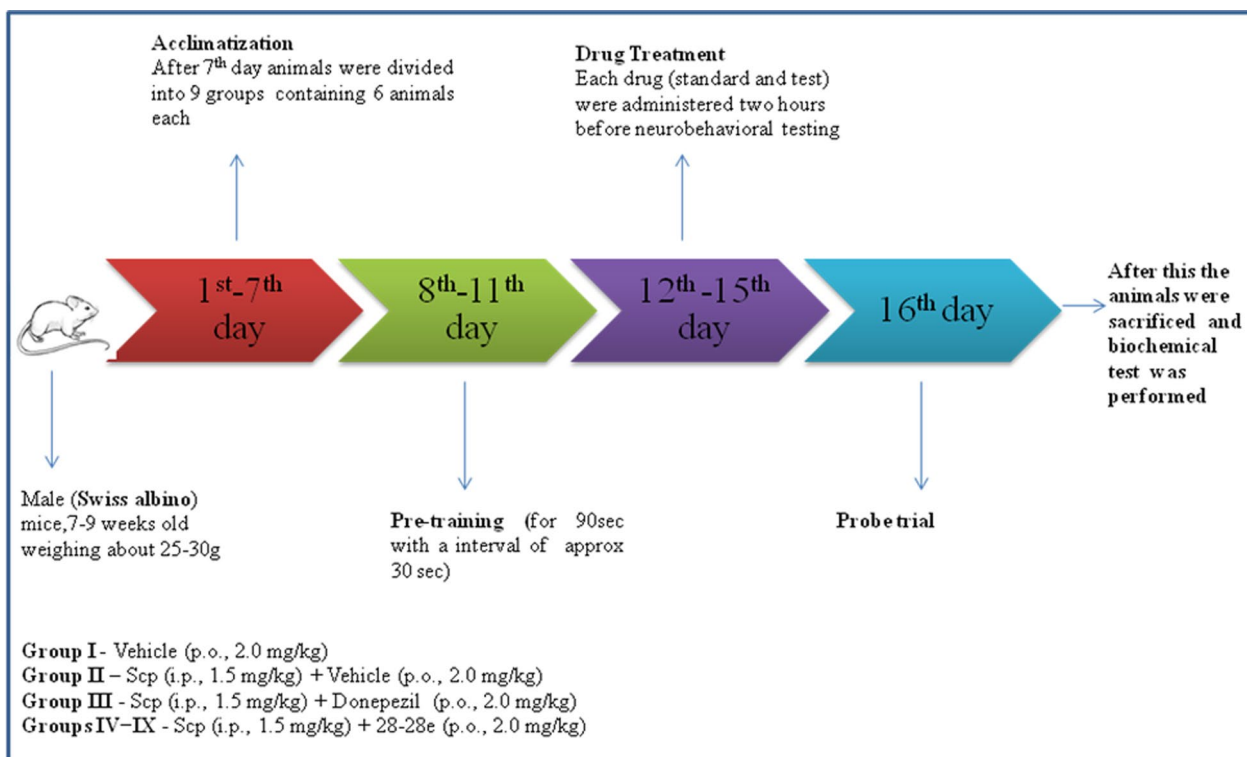 Acclimatization
After 7th day animals were divided
into 9 groups containing 6 animals
each
Drug Treatment
Each drug (standard and test)
were administered two hours
before neurobehavioral testing
1st-7th
day
8th-11th
day
12th-15th
day
16th day
After this the
animals were
sacrificed and
biochemical
test was
performed
Male (Swiss albino)
mice,7-9 weeks old
weighing about 25-30g
Pre-training (for 90sec
with a interval of approx
30 sec)
Probe trial
Group I - Vehicle (p.o., 2.0 mg/kg)
Group II – Scp (i.p., 1.5 mg/kg) + Vehicle (p.o., 2.0 mg/kg)
Group III - Scp (i.p., 1.5 mg/kg) + Donepezil (p.o., 2.0 mg/kg)
Groups IV–IX - Scp (i.p., 1.5 mg/kg) + 28-28e (p.o., 2.0 mg/kg)